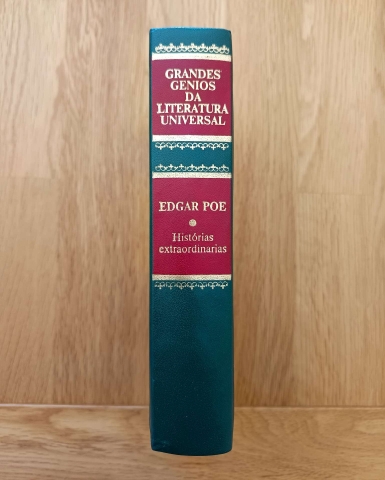 GRANDES
GENIOS
DA
LITERATURA
UNIVERSAL
EDGAR POE
Histórias
extraordinarias